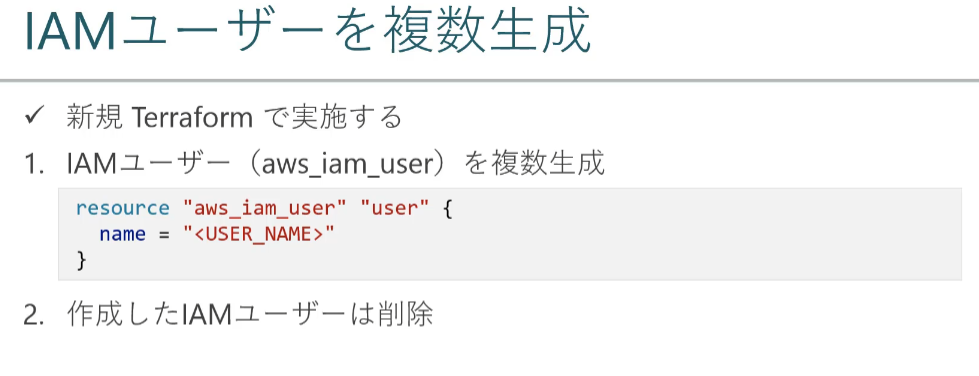 IAMユーザーを複数生成
✓ 新規 Terraform で実施する
1. IAMユーザー（aws_iam_user）を複数生成
resource "aws_iam_user" "user" {
  name = "<USER_NAME>"
}
2. 作成したIAMユーザーは削除